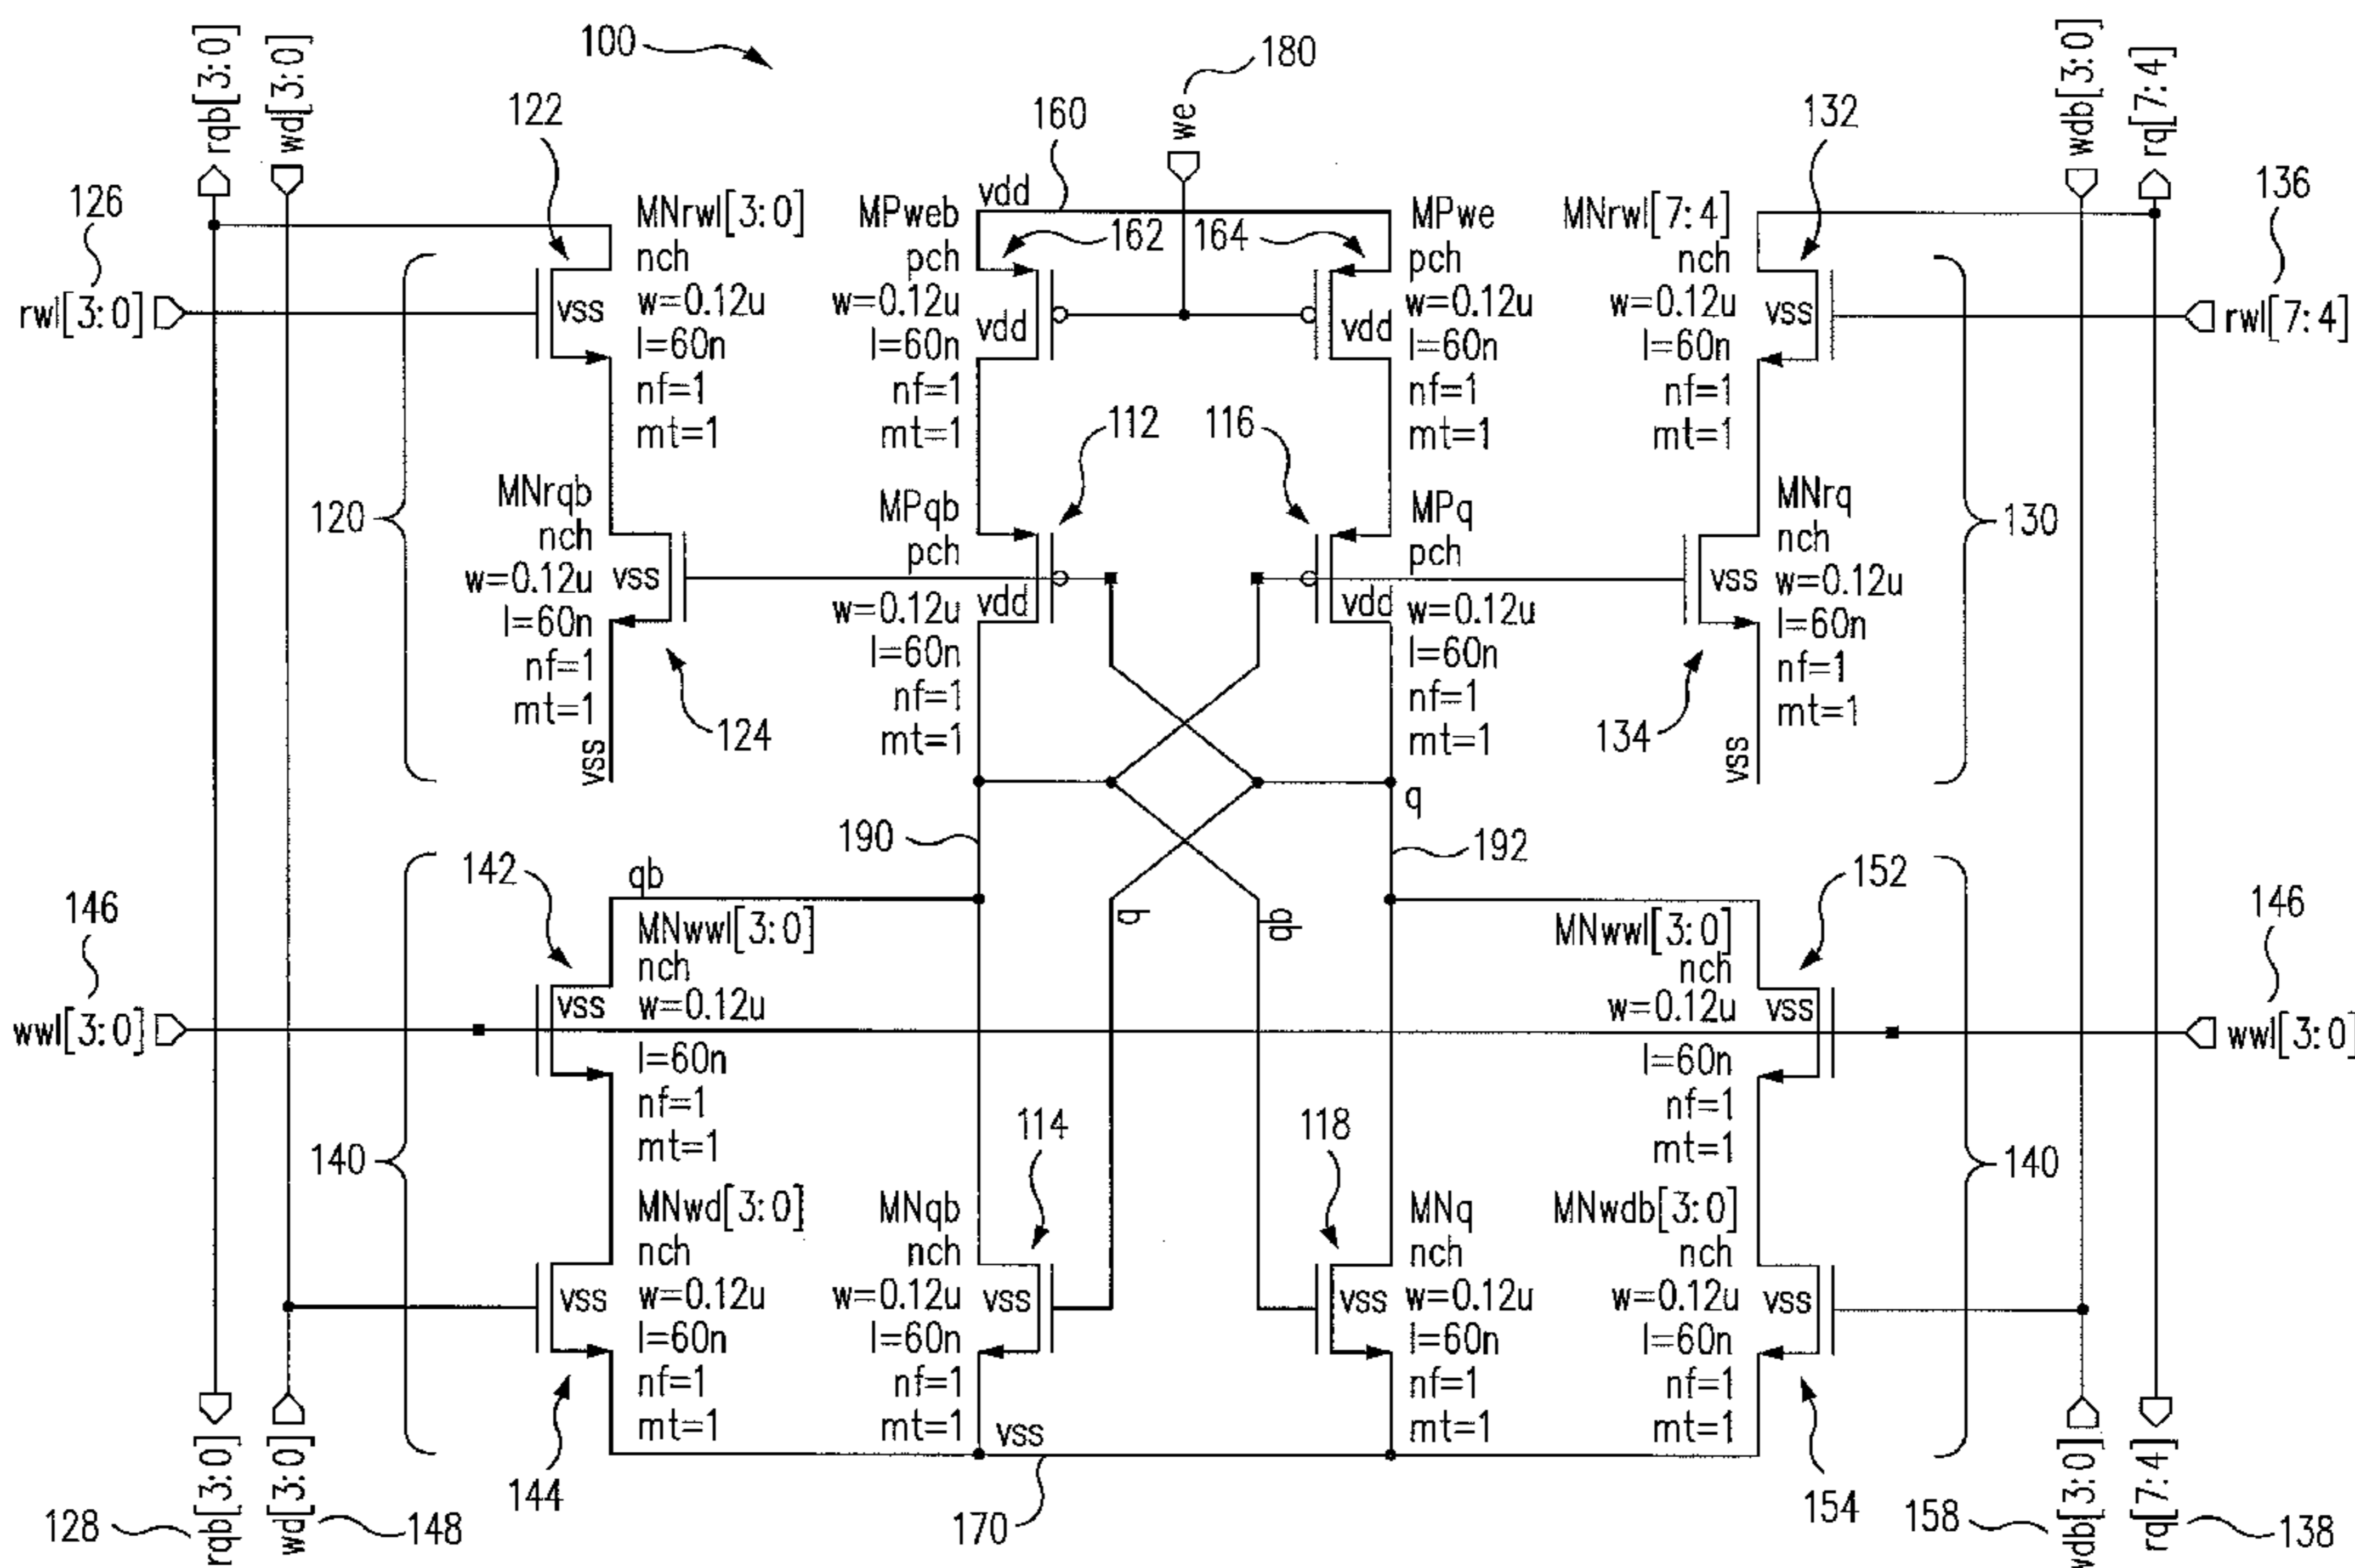 100
180
rqb[3:0]
wd[3:0]
we
wdb[3:0]
rq[7:4]
122
160
132
126
136
vdd
MNrwl[3:0]
nch
w=0.12u
l=60n
nf=1
mt=1
vss
MPweb
pch
w=0.12u
l=60n
nf=1
mt=1
vdd
162
164
MPwe
pch
w=0.12u
l=60n
nf=1
mt=1
vdd
MNrwl[7:4]
nch
w=0.12u
l=60n
nf=1
mt=1
vss
rwl[3:0]
rwl[7:4]
112
116
120
130
MNrqb
nch
w=0.12u
l=60n
nf=1
mt=1
vss
vss
124
MPqb
pch
w=0.12u
l=60n
nf=1
mt=1
vdd
MPq
pch
w=0.12u
l=60n
nf=1
mt=1
vdd
MNrq
nch
w=0.12u
l=60n
nf=1
mt=1
vss
vss
134
q
190
192
142
qb
152
146
146
q
qb
MNwwl[3:0]
nch
w=0.12u
l=60n
nf=1
mt=1
vss
MNwwl[3:0]
nch
w=0.12u
l=60n
nf=1
mt=1
vss
wwl[3:0]
wwl[3:0]
114
118
140
140
MNwd[3:0]
nch
w=0.12u
l=60n
nf=1
mt=1
vss
MNqb
nch
w=0.12u
l=60n
nf=1
mt=1
vss
MNq
nch
w=0.12u
l=60n
nf=1
mt=1
vss
MNwdb[3:0]
nch
w=0.12u
l=60n
nf=1
mt=1
vss
vss
144
170
154
128
rqb[3:0]
wd[3:0]
148
158
wdb[3:0]
rq[7:4]
138